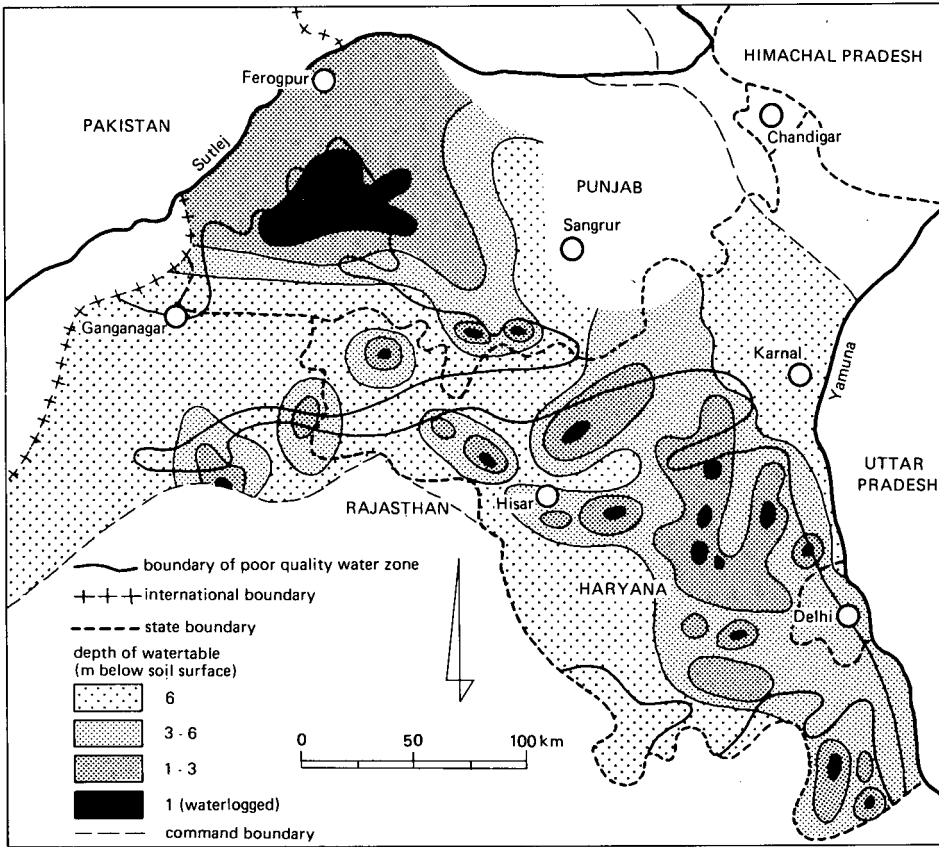 HIMACHAL PRADESH
Ferogpur
PAKISTAN
Sutlej
Chandigar
PUNJAB
Sangrur
Ganganagar
Karnal
Yamuna
UTTAR
PRADESH
RAJASTHAN
Hisar
HARYANA
Delhi
boundary of poor quality water zone
international boundary
state boundary
depth of watertable
(m below soil surface)
6
3 - 6
1 - 3
1 (waterlogged)
command boundary
0 50 100 km